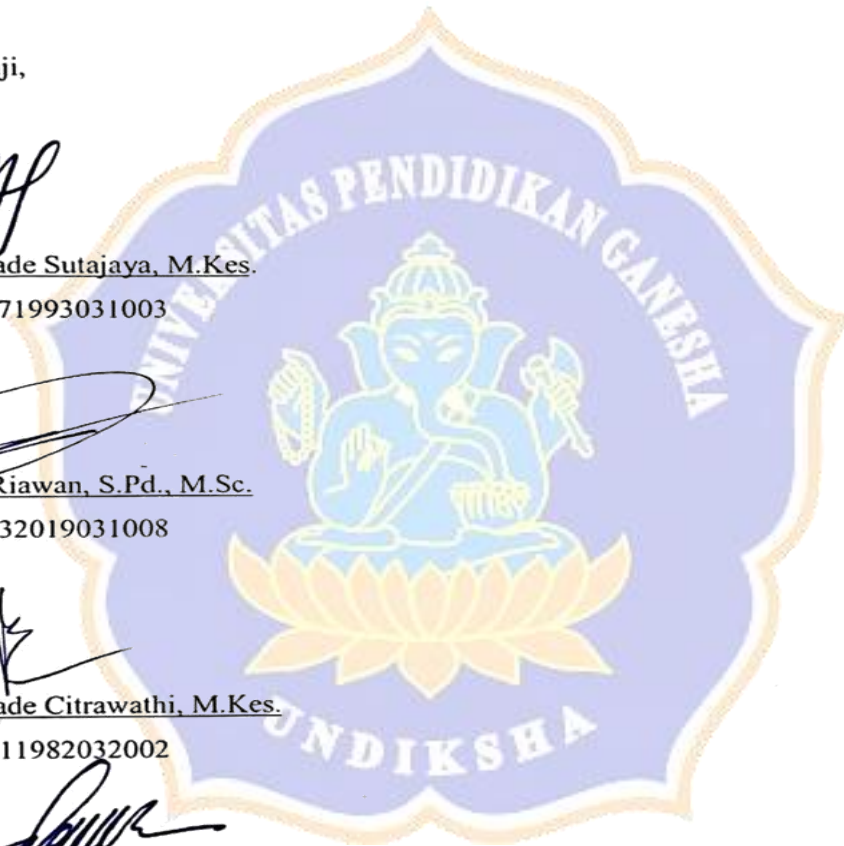 ji,
ade Sutajaya, M.Kes.
71993031003
Riawan, S.Pd., M.Sc.
32019031008
ade Citrawathi, M.Kes.
11982032002
UNIVERSITAS PENDIDIKAN GANESHA
UNDIKSHA